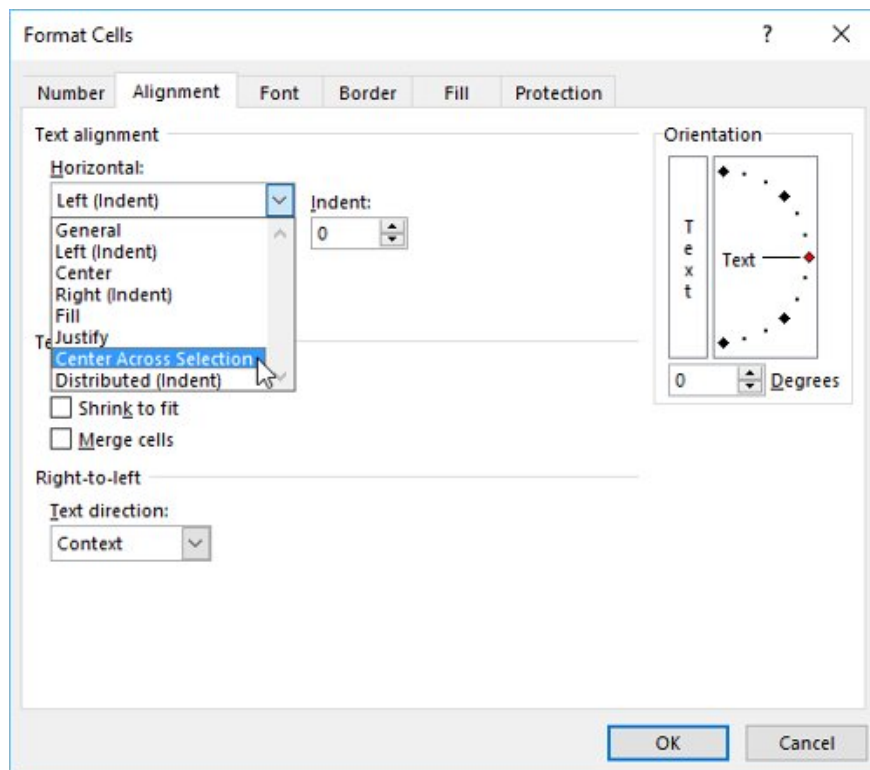 Format Cells
?
Number Alignment Font Border Fill Protection
Text alignment
Horizontal:
Left (Indent)
General
Left (Indent)
Center
Right (Indent)
Fill
Justify
Center Across Selection
Distributed (Indent)
Indent:
0
Te
Shrink to fit
Merge cells
Right-to-left
Text direction:
Context
Orientation
Text
Text
0 Degrees
OK Cancel